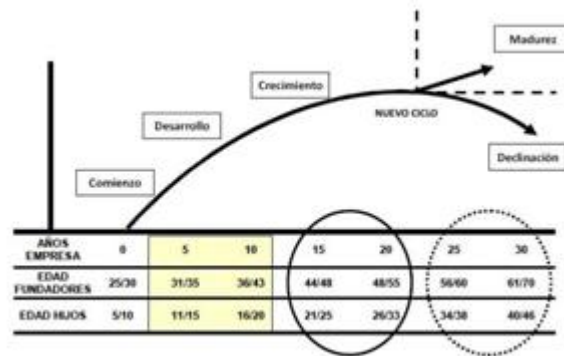 Madurez
Crecimiento
NUEVO CICLO
Desarrollo
Declinación
Comienzo
AÑOS EMPRESA 0 5 10 15 20 25 30
EDAD FUNDADORES 25/30 31/35 36/43 44/48 48/55 56/60 61/70
EDAD HIJOS 5/10 11/15 16/20 21/25 26/33 34/38 40/46